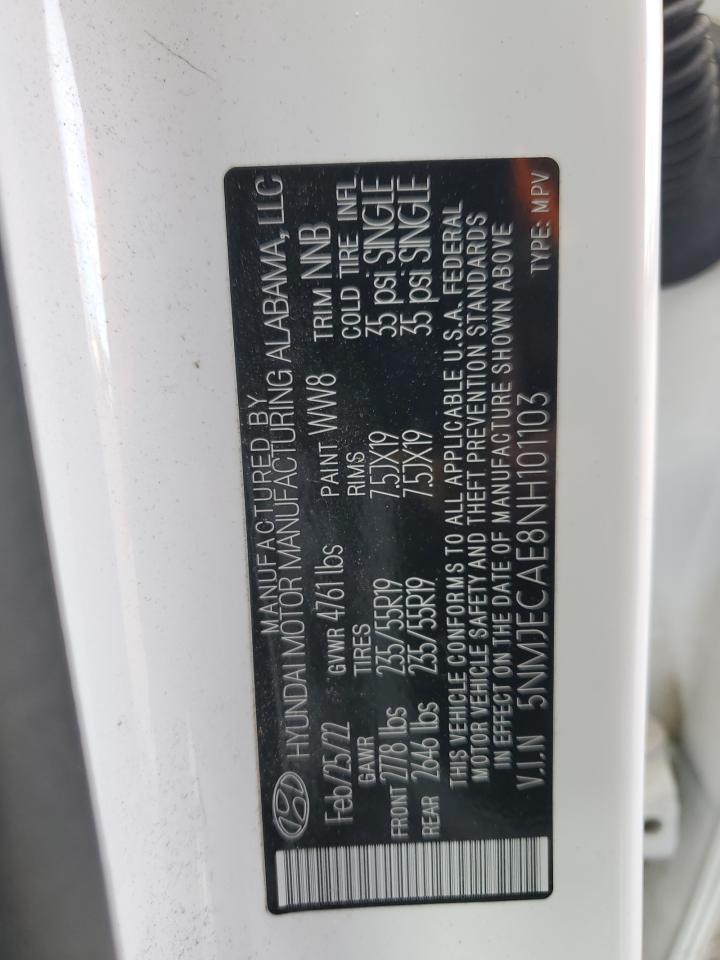 MANUFACTURED BY
HYUNDAI MOTOR MANUFACTURING ALABAMA, LLC
Feb/25/22 GVWR 4761 lbs PAINT WW8 TRIM NNB
GAWR TIRES RIMS COLD TIRE INFL
FRONT 2778 lbs 235/55R19 7.5JX19 35 psi SINGLE
REAR 2646 lbs 235/55R19 7.5JX19 35 psi SINGLE
THIS VEHICLE CONFORMS TO ALL APPLICABLE U.S.A. FEDERAL
MOTOR VEHICLE SAFETY AND THEFT PREVENTION STANDARDS
IN EFFECT ON THE DATE OF MANUFACTURE SHOWN ABOVE
V.I.N 5NMJECAE8NH101103 TYPE: MPV